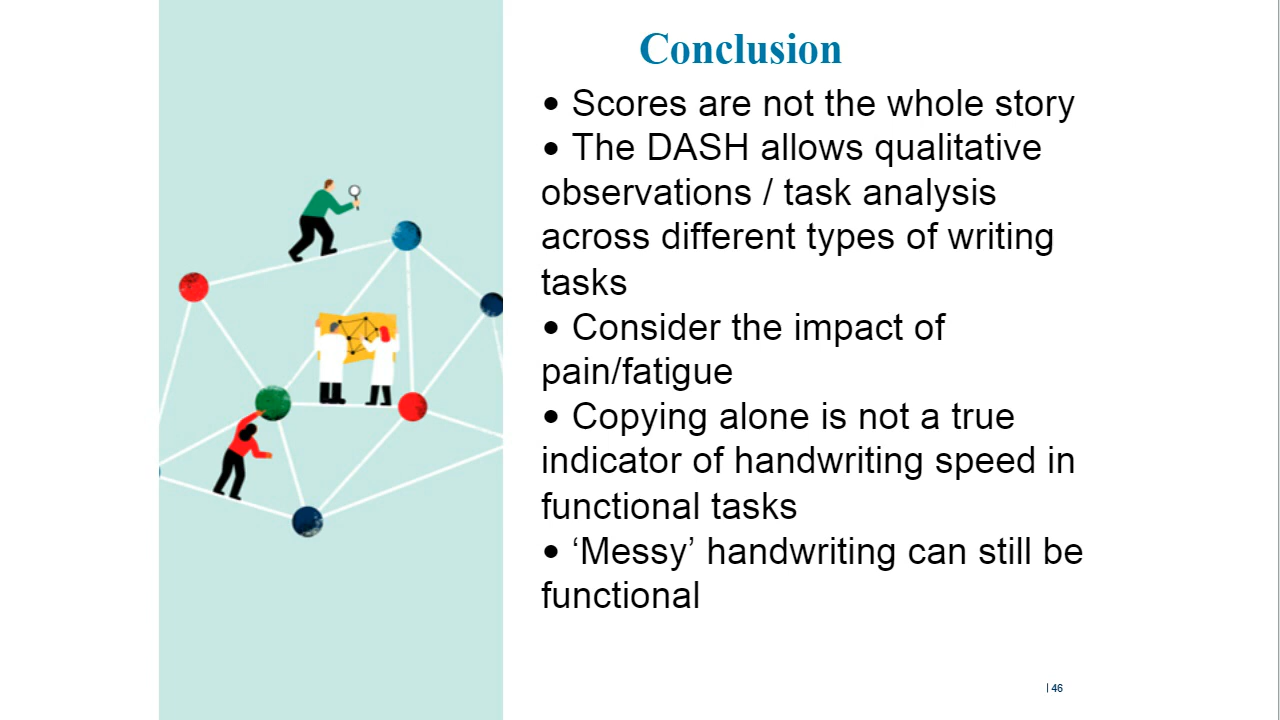 Conclusion
• Scores are not the whole story
• The DASH allows qualitative
observations / task analysis
across different types of writing
tasks
• Consider the impact of
pain/fatigue
• Copying alone is not a true
indicator of handwriting speed in
functional tasks
• ‘Messy’ handwriting can still be
functional
| 46